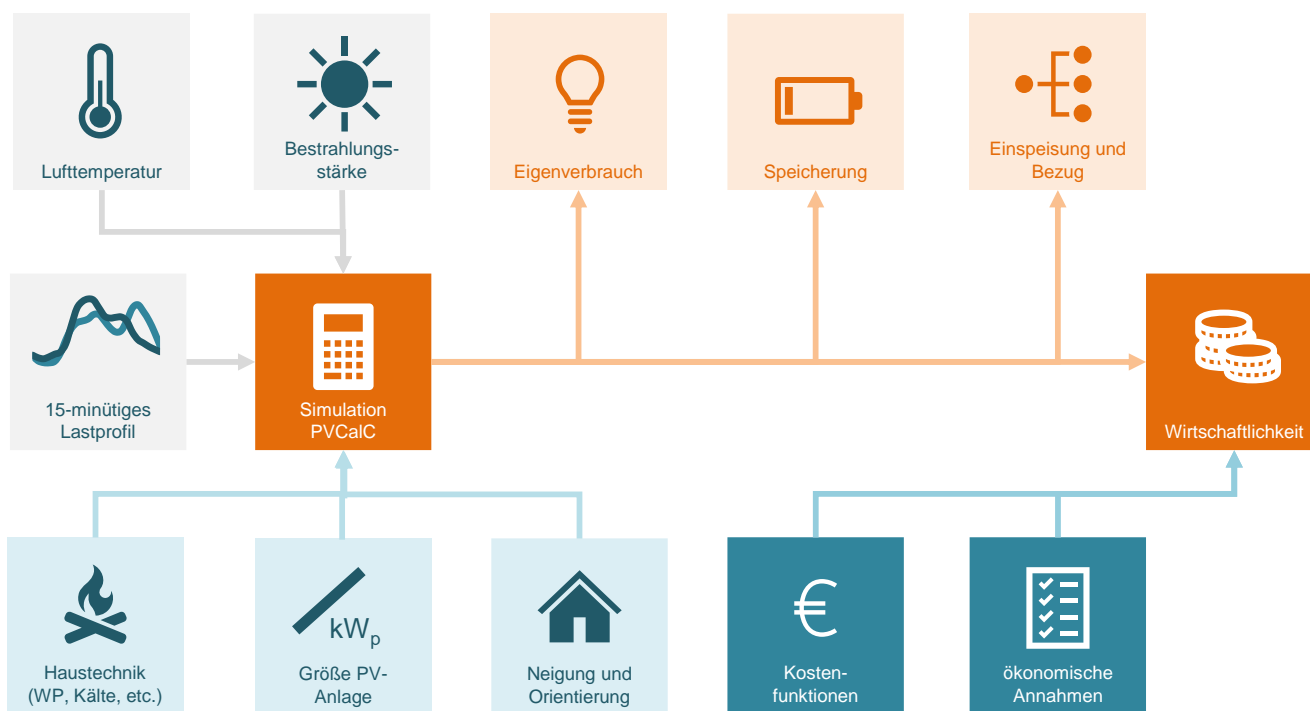 Lufttemperatur
Bestrahlungs-
stärke
Eigenverbrauch
Speicherung
Einspeisung und
Bezug
15-minütiges
Lastprofil
Simulation
PVCalC
Wirtschaftlichkeit
Haustechnik
(WP, Kälte, etc.)
kWp
Größe PV-
Anlage
Neigung und
Orientierung
€
Kosten-
funktionen
ökonomische
Annahmen